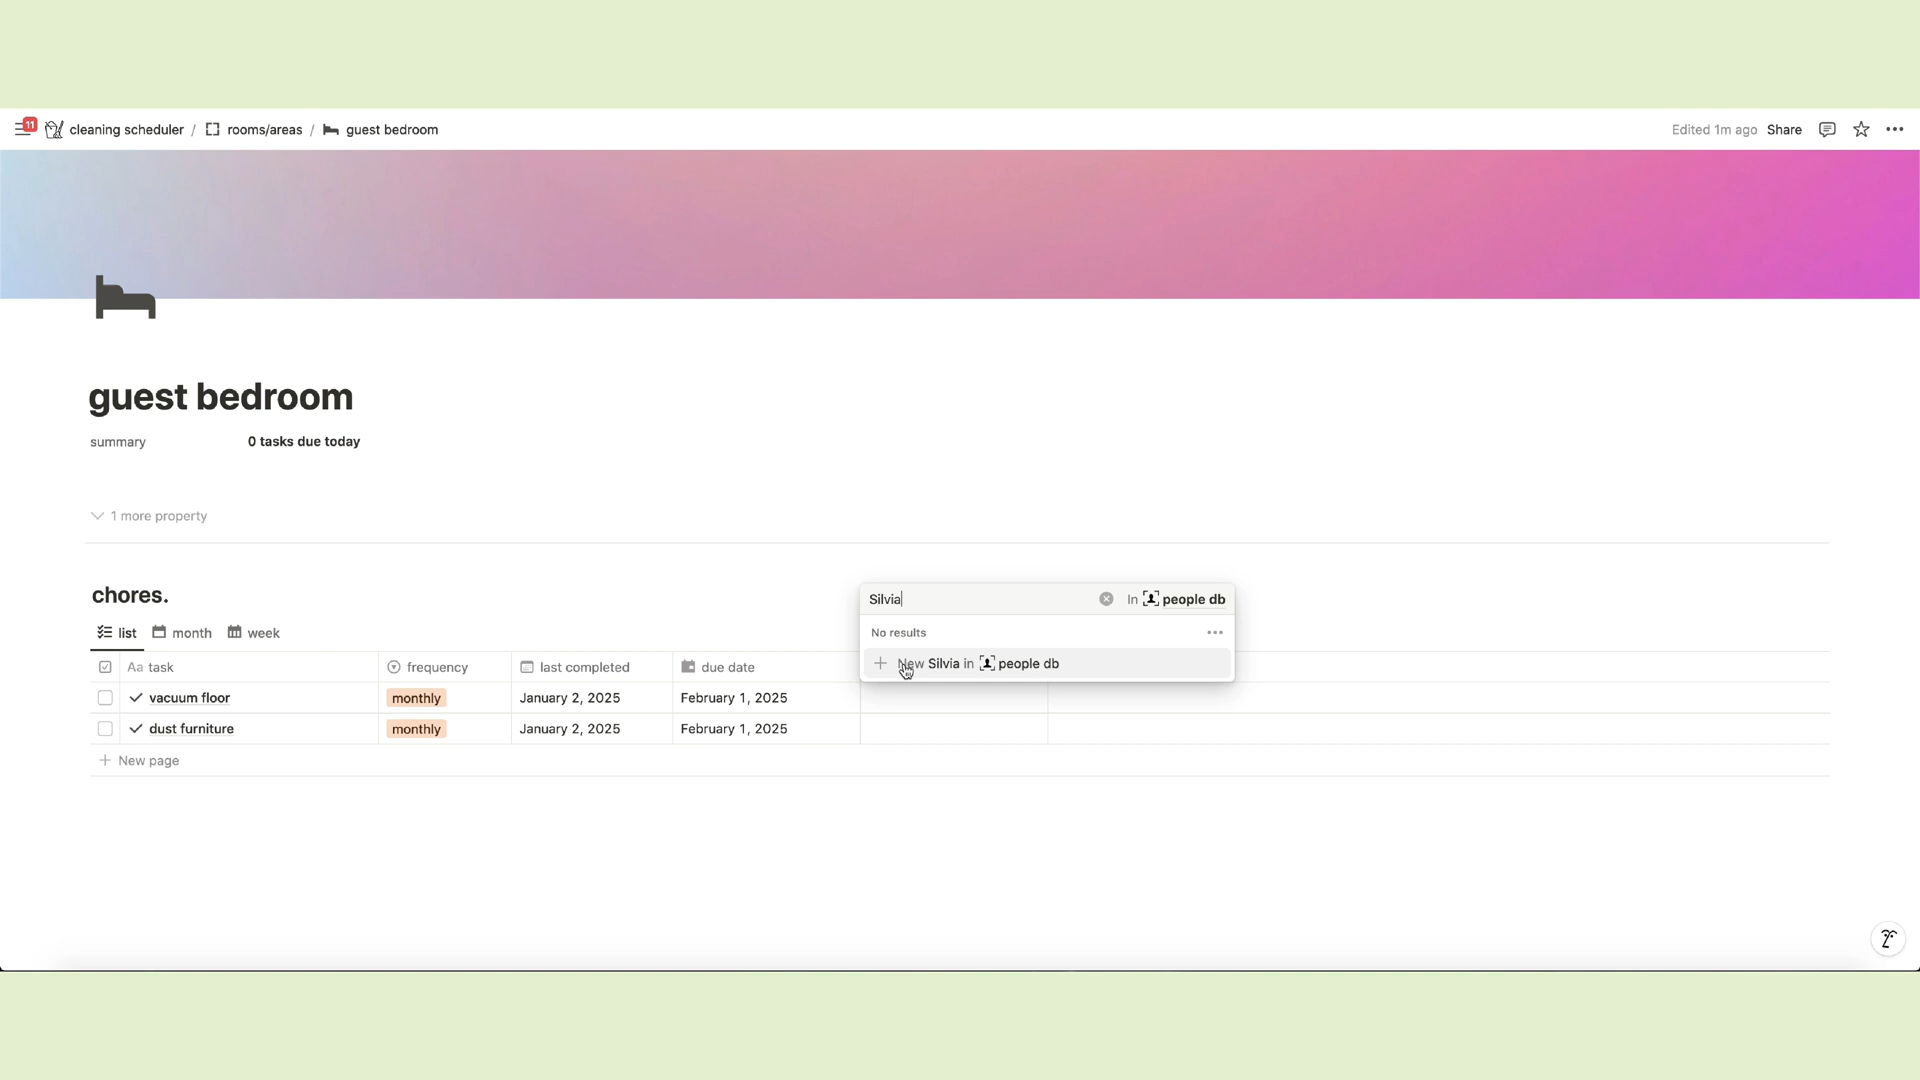 11 cleaning scheduler / rooms/areas / guest bedroom Edited 1m ago Share
guest bedroom
summary 0 tasks due today
1 more property
chores.
list month week
Silvia In people db
No results
New Silvia in people db
Aa task frequency last completed due date
vacuum floor monthly January 2, 2025 February 1, 2025
dust furniture monthly January 2, 2025 February 1, 2025
+ New page